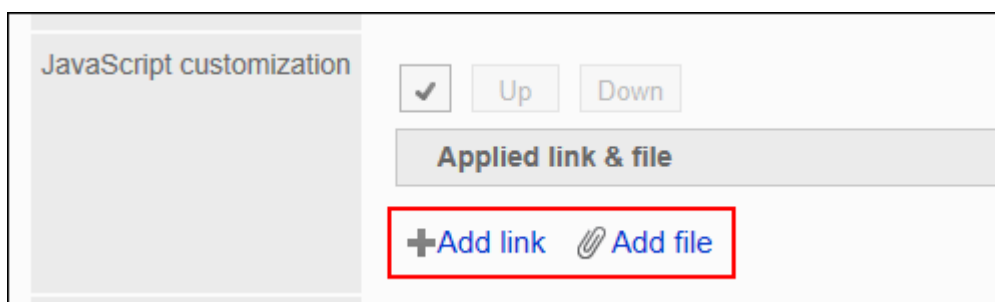 JavaScript customization
Up Down
Applied link & file
Add link Add file